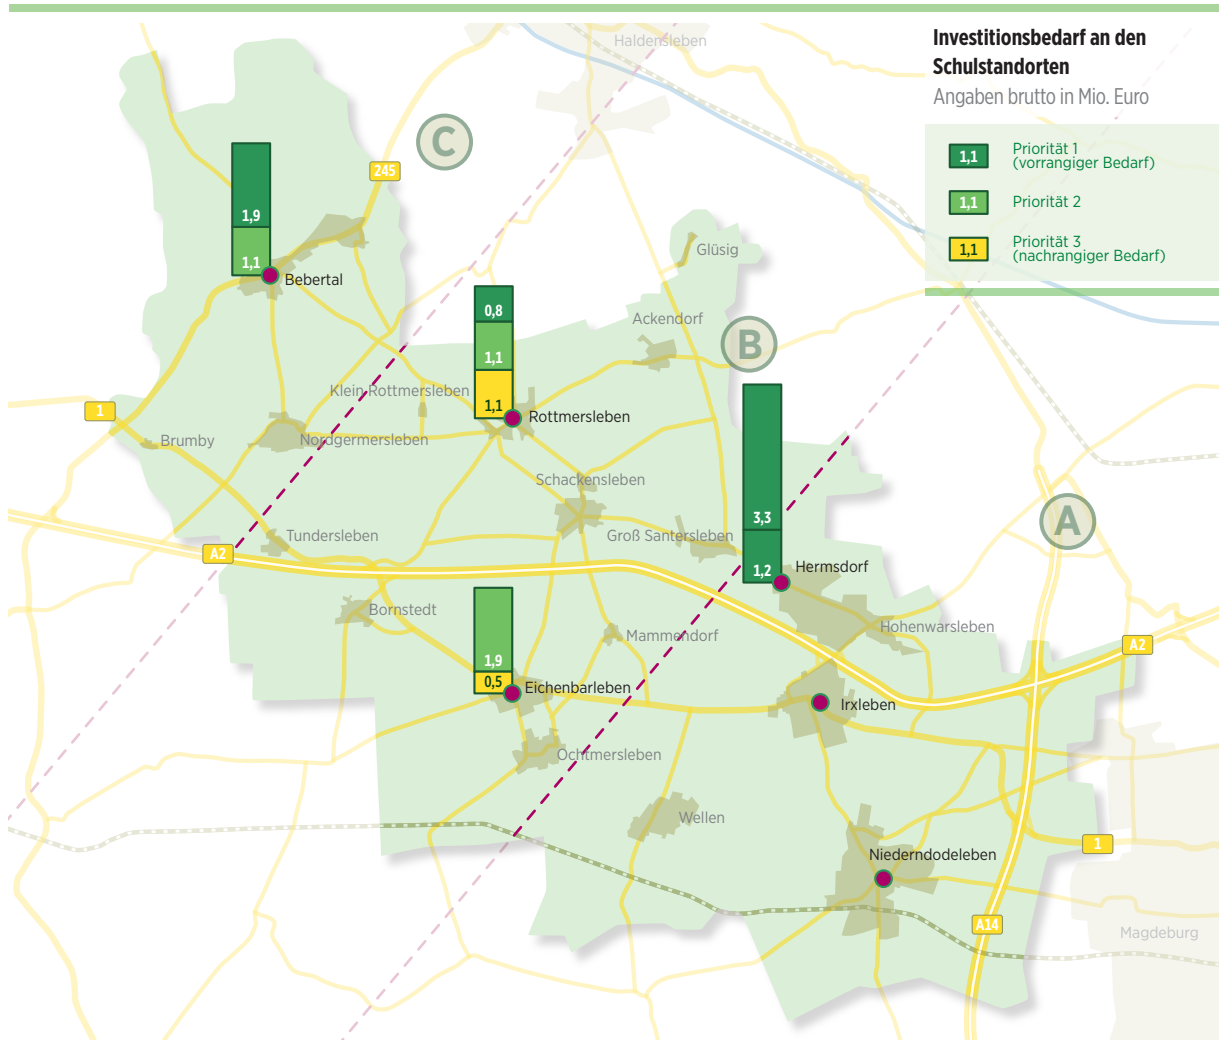 Investitionsbedarf an den
Schulstandorten
Angaben brutto in Mio. Euro
1,1
Priorität 1
(vorrangiger Bedarf)
1,1
Priorität 2
1,1
Priorität 3
(nachrangiger Bedarf)
Haldensleben
C
245
1,9
1,1
Bebertal
Glüsig
0,8
Ackendorf
B
1,1
Klein Rottmersleben
1,1
1
Rottmersleben
Brumby
Nordgermersleben
Schackensleben
3,3
A
Tundersleben
Groß Santersleben
A2
1,2
Hermsdorf
Bornstedt
Mammendorf
Hohenwarsleben
A2
1,9
0,5
Eichenbarleben
Irxleben
Ochtmersleben
Wellen
1
Niederndodeleben
A14
Magdeburg